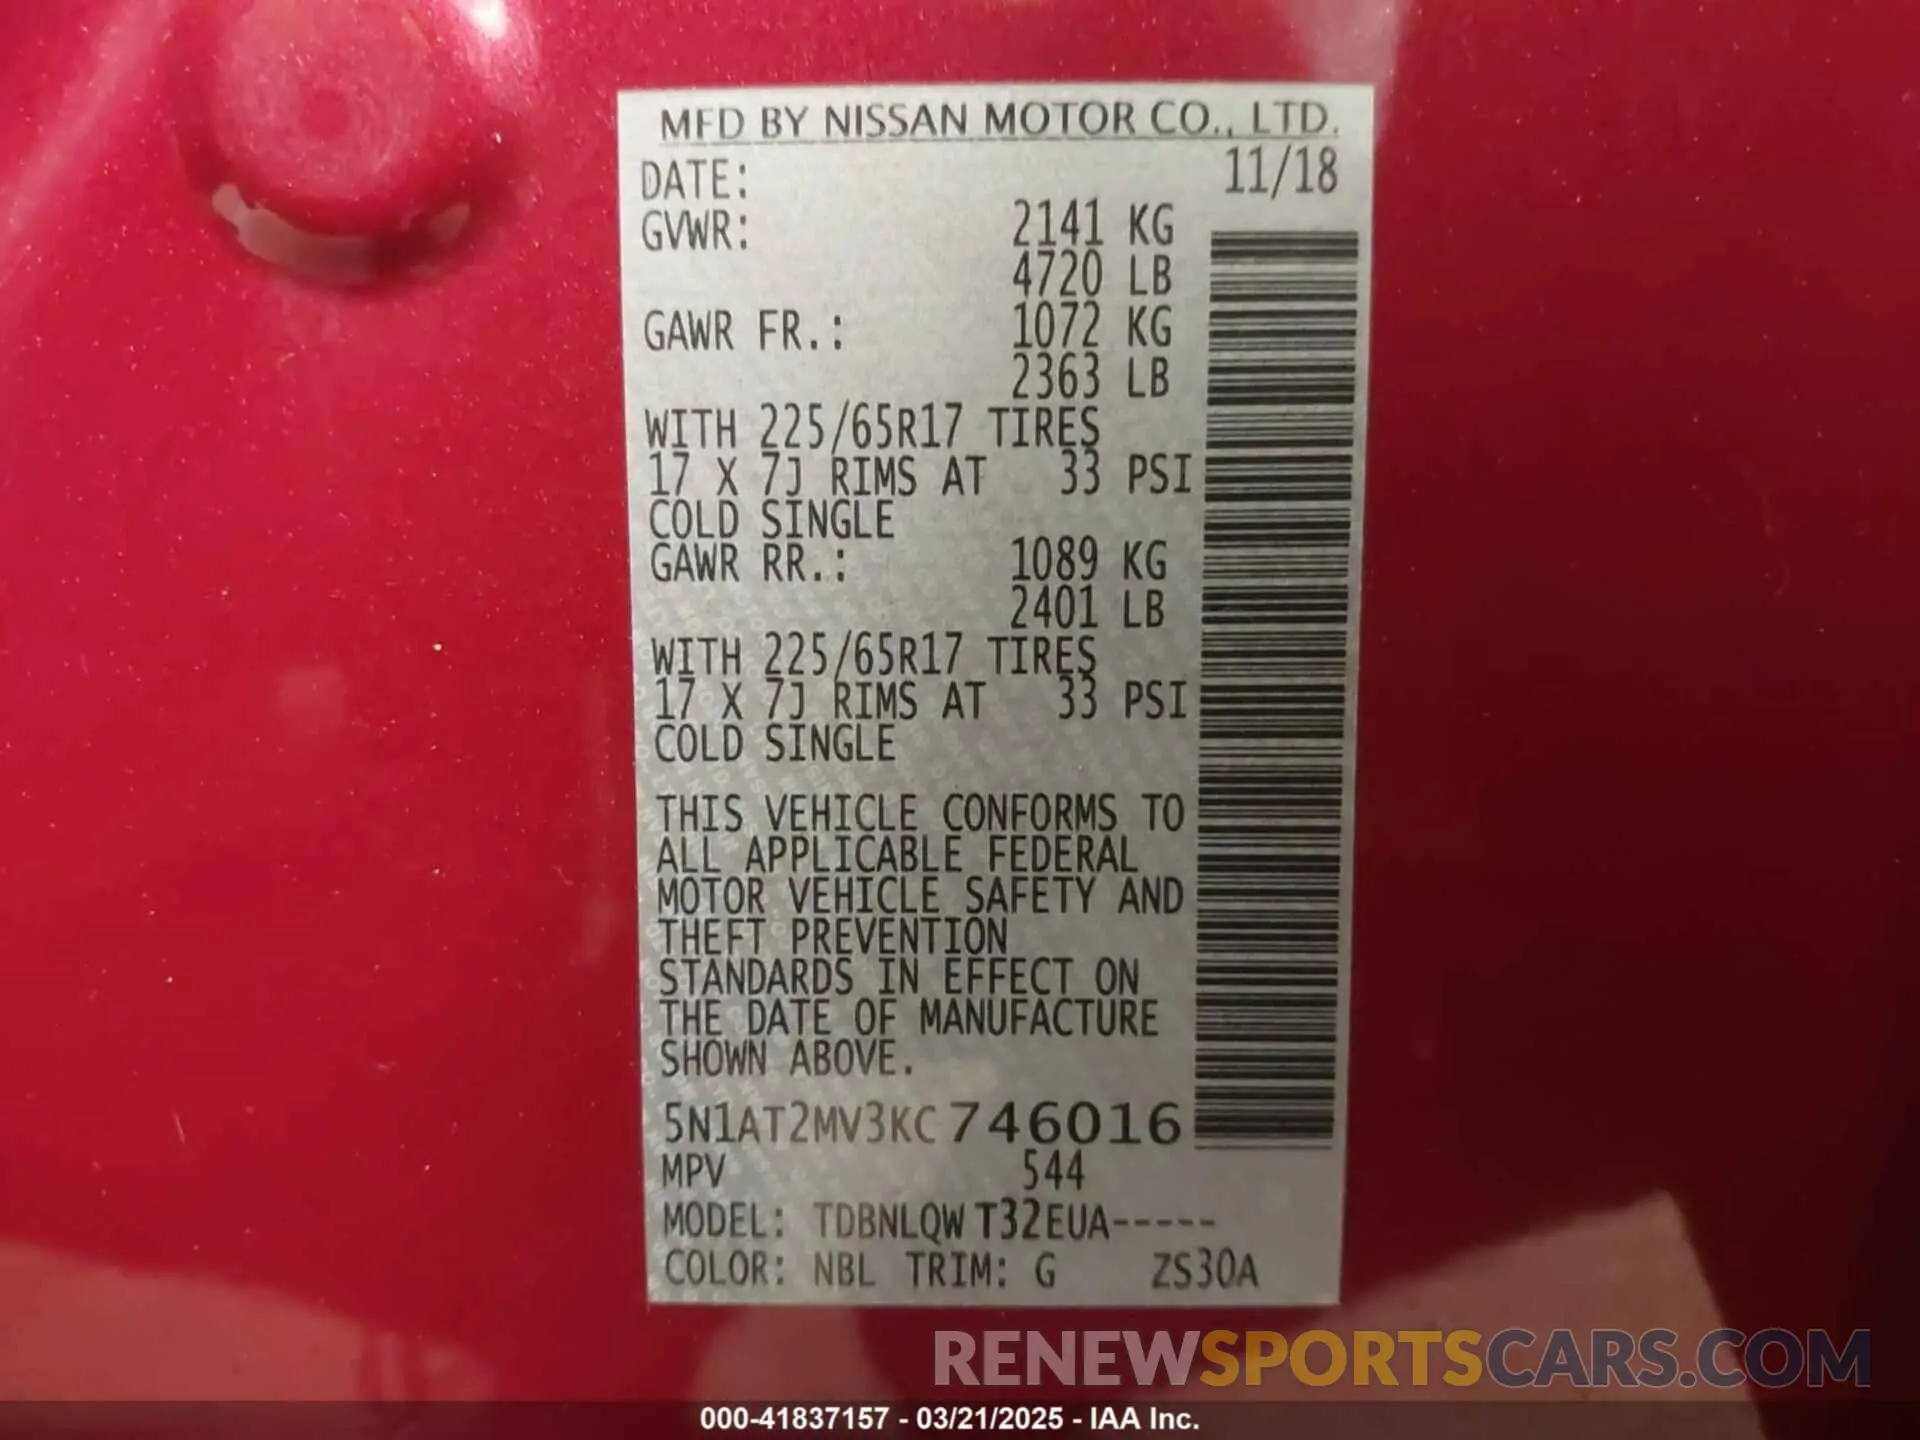 MFD BY NISSAN MOTOR CO., LTD.
DATE: 11/18
GVWR: 2141 KG
4720 LB
GAWR FR.: 1072 KG
2363 LB
WITH 225/65R17 TIRES
17 X 7J RIMS AT 33 PSI
COLD SINGLE
GAWR RR.: 1089 KG
2401 LB
WITH 225/65R17 TIRES
17 X 7J RIMS AT 33 PSI
COLD SINGLE
THIS VEHICLE CONFORMS TO
ALL APPLICABLE FEDERAL
MOTOR VEHICLE SAFETY AND
THEFT PREVENTION
STANDARDS IN EFFECT ON
THE DATE OF MANUFACTURE
SHOWN ABOVE.
5N1AT2MV3KC746016
MPV 544
MODEL: TDBNLQW T32EUA-----
COLOR: NBL TRIM: G ZS30A
RENEWSPORTSCARS.COM
000-41837157 - 03/21/2025 - IAA Inc.